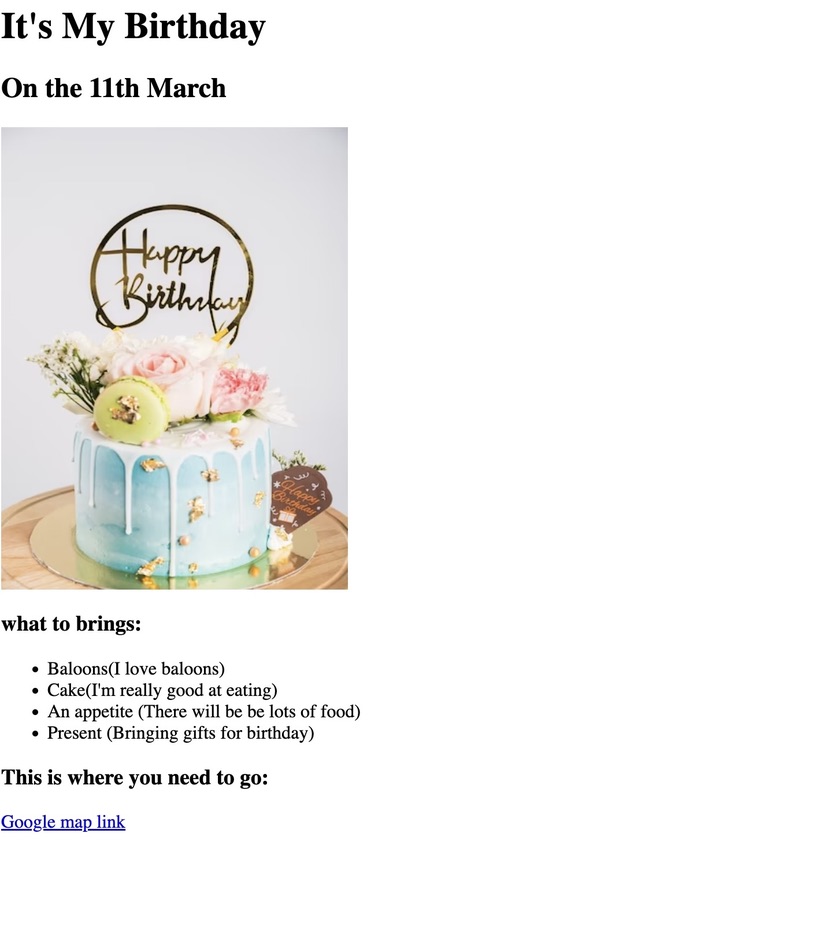 It's My Birthday
On the 11th March
Happy
Birthday
Happy
Birthday
what to brings:
Baloons(I love baloons)
Cake(I'm really good at eating)
An appetite (There will be be lots of food)
Present (Bringing gifts for birthday)
This is where you need to go:
Google map link